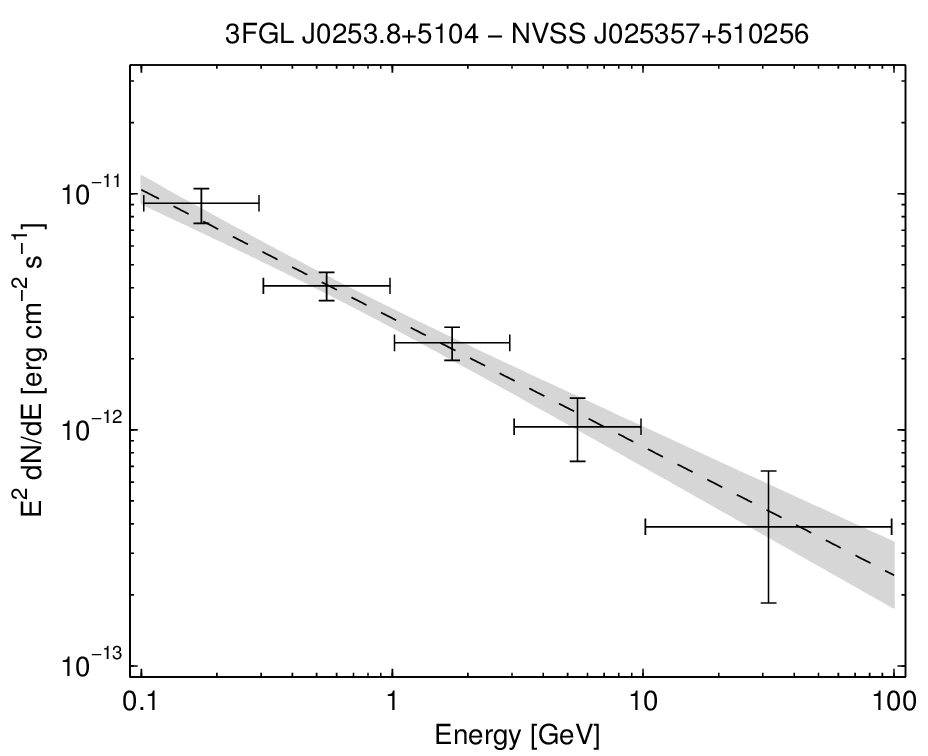 3FGL J0253.8+5104 − NVSS J025357+510256
E² dN/dE [erg cm⁻² s⁻¹]
10⁻¹¹
10⁻¹²
10⁻¹³
0.1 1 10 100
Energy [GeV]